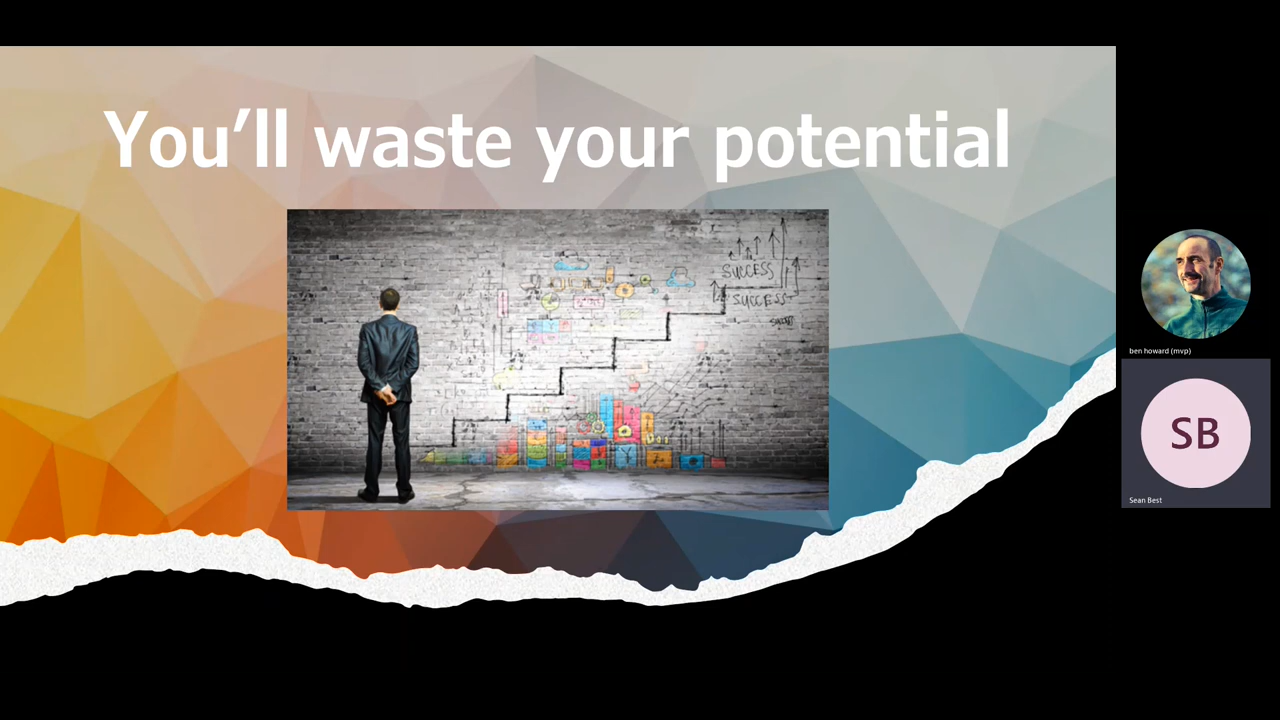 You’ll waste your potential
SUCCESS
SUCCESS
ben howard (mvp)
SB
Sean Best